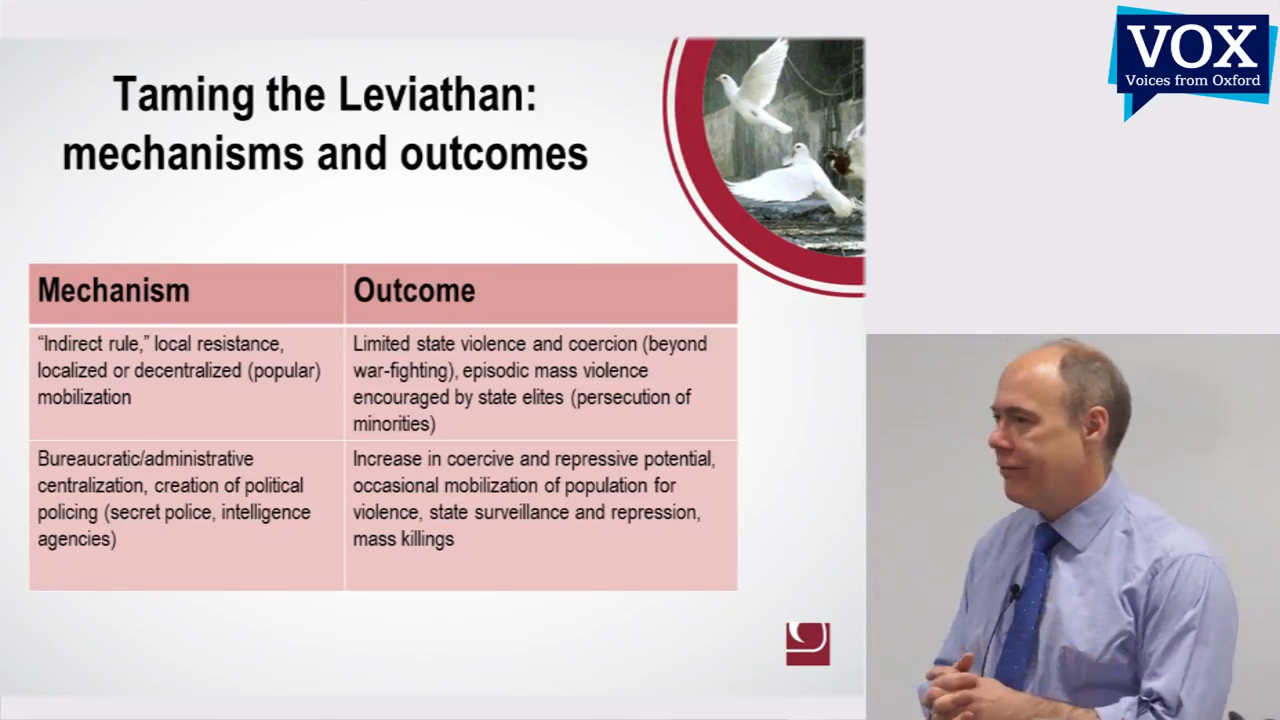 Taming the Leviathan:
mechanisms and outcomes
VOX
Voices from Oxford
Mechanism
Outcome
“Indirect rule,” local resistance,
localized or decentralized (popular)
mobilization
Limited state violence and coercion (beyond
war-fighting), episodic mass violence
encouraged by state elites (persecution of
minorities)
Bureaucratic/administrative
centralization, creation of political
policing (secret police, intelligence
agencies)
Increase in coercive and repressive potential,
occasional mobilization of population for
violence, state surveillance and repression,
mass killings